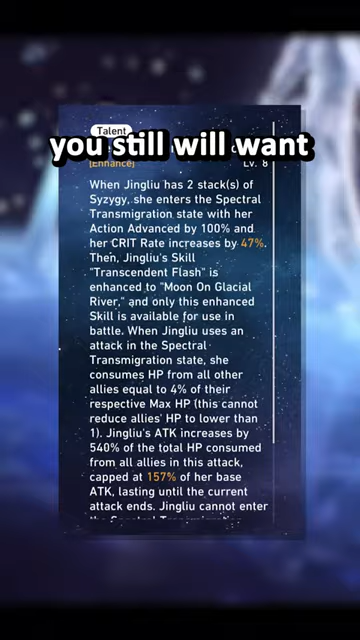 Talent
you still will want
[Enhance]
Lv. 8
When Jingliu has 2 stack(s) of
Syzygy, she enters the Spectral
Transmigration state with her
Action Advanced by 100% and
her CRIT Rate increases by 47%.
Then, Jingliu's Skill
"Transcendent Flash" is
enhanced to "Moon On Glacial
River," and only this enhanced
Skill is available for use in
battle. When Jingliu uses an
attack in the Spectral
Transmigration state, she
consumes HP from all other
allies equal to 4% of their
respective Max HP (this cannot
reduce allies' HP to lower than
1). Jingliu's ATK increases by
540% of the total HP consumed
from all allies in this attack,
capped at 157% of her base
ATK, lasting until the current
attack ends. Jingliu cannot enter